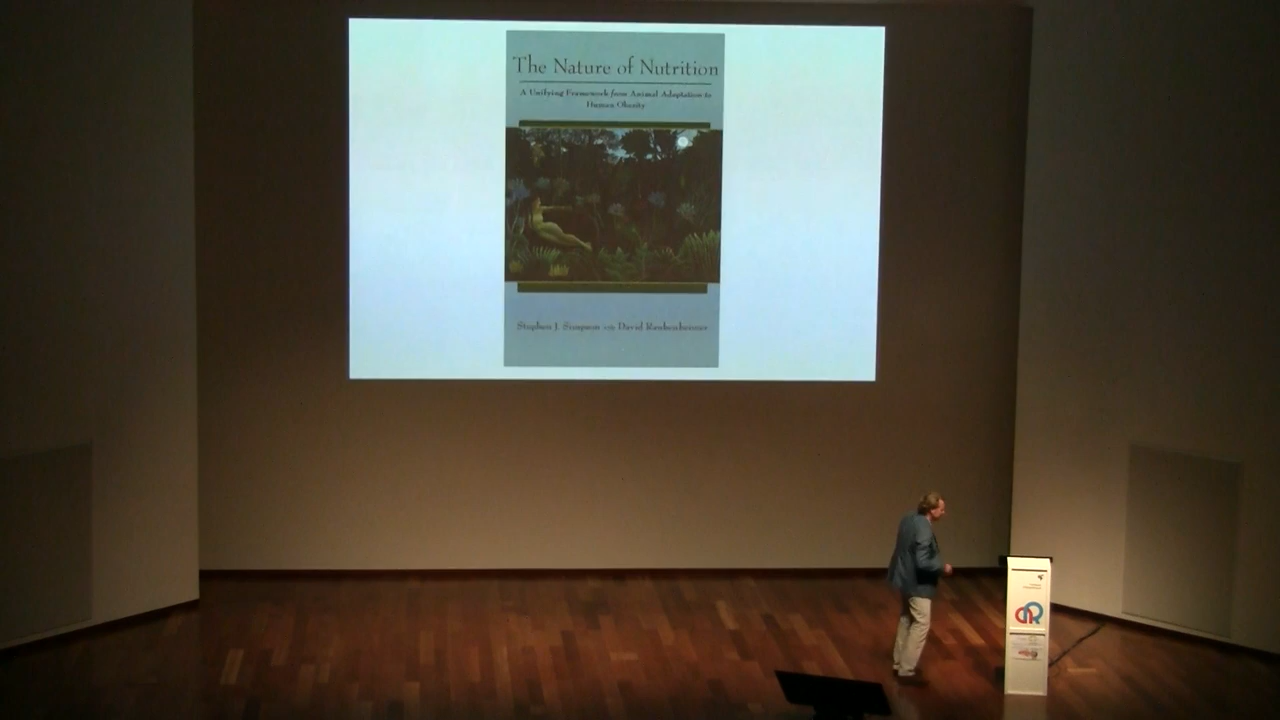 The Nature of Nutrition
A Unifying Framework from Animal Adaptation to
Human Obesity
Stephen J. Simpson and David Raubenheimer